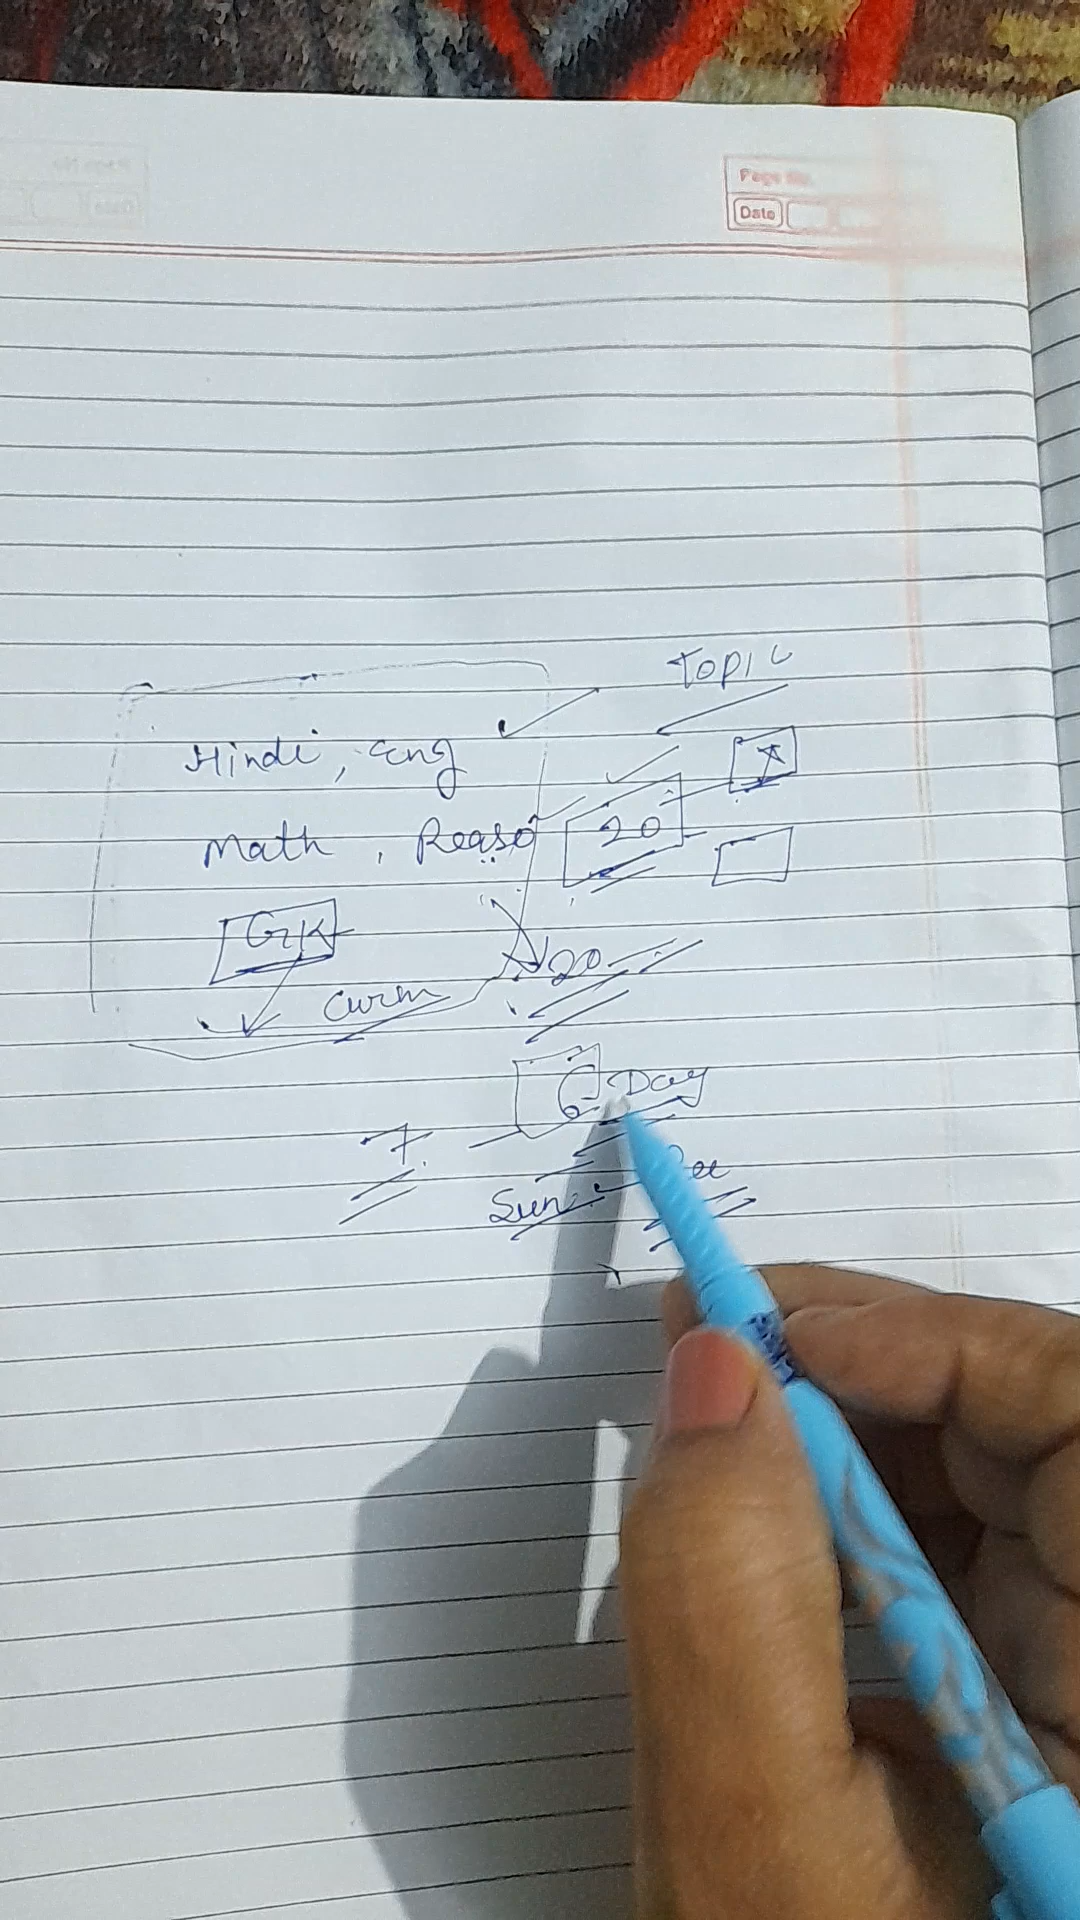 Page No.
Date
Topic
Hindi, Eng
Math, Reaso
20
GK
20
Curr
6 Day
7.
Sun